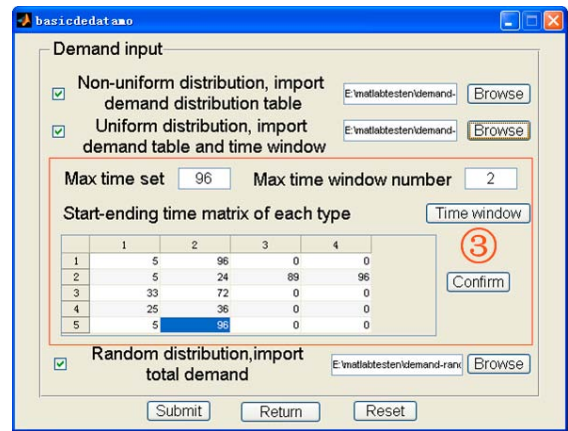 basicdedatamo
Demand input
Non-uniform distribution, import
demand distribution table
E:\matlabtesten\demand-
Browse
Uniform distribution, import
demand table and time window
E:\matlabtesten\demand-
Browse
Max time set 96 Max time window number 2
Start-ending time matrix of each type
Time window
③
1 2 3 4
1 5 96 0 0
2 5 24 89 96
3 33 72 0 0
4 25 36 0 0
5 5 96 0 0
Confirm
Random distribution,import
total demand
E:\matlabtesten\demand-rand
Browse
Submit Return Reset